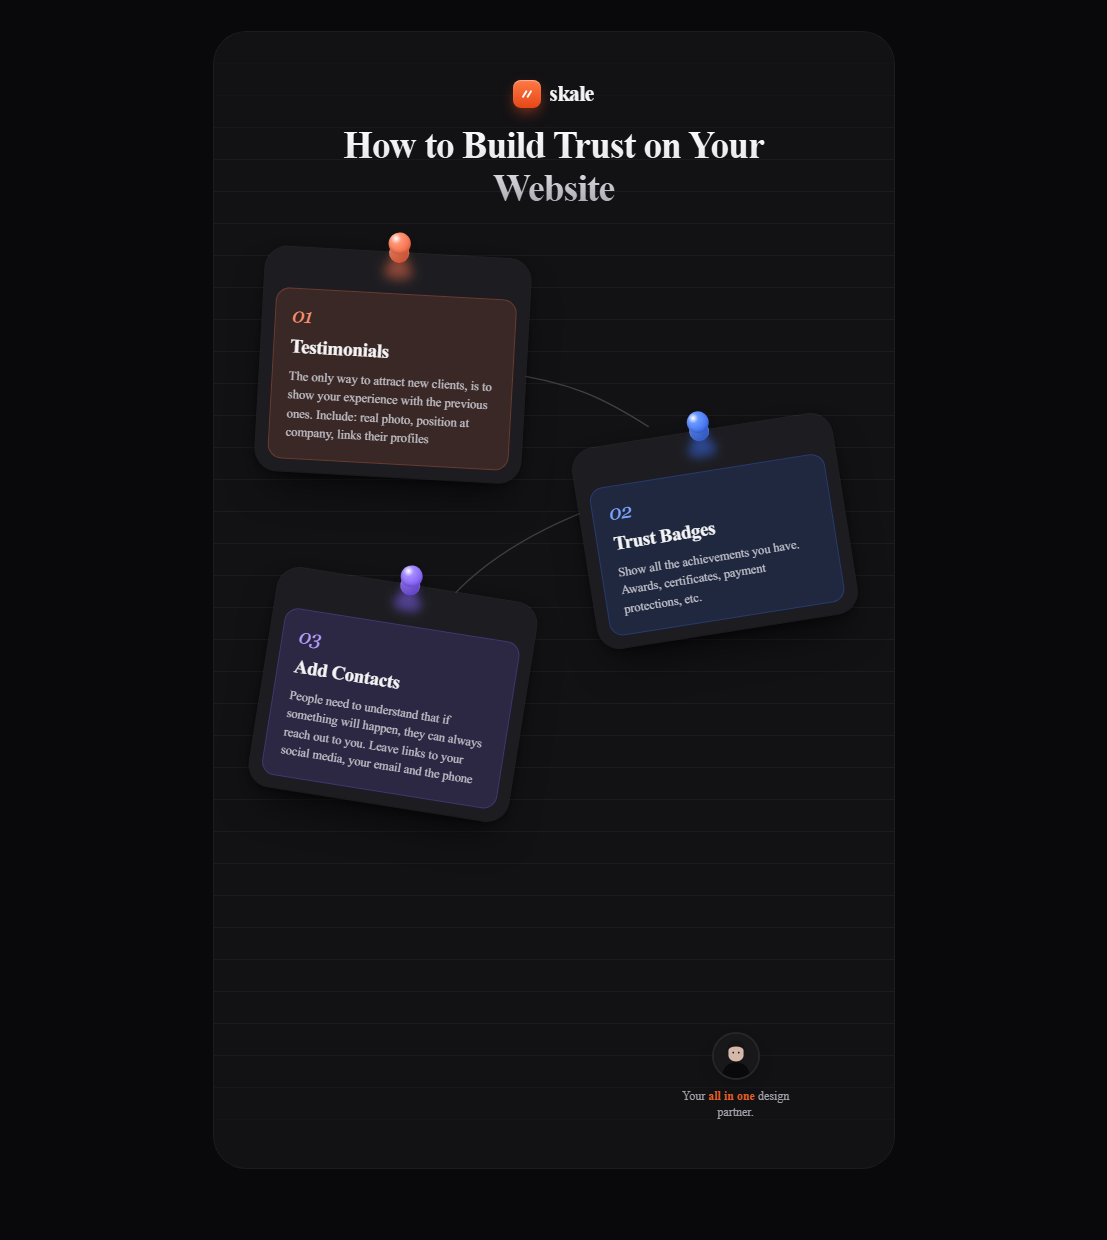 skale
How to Build Trust on Your
Website
01
Testimonials
The only way to attract new clients, is to
show your experience with the previous
ones. Include: real photo, position at
company, links their profiles
02
Trust Badges
Show all the achievements you have.
Awards, certificates, payment
protections, etc.
03
Add Contacts
People need to understand that if
something will happen, they can always
reach out to you. Leave links to your
social media, your email and the phone
Your all in one design
partner.